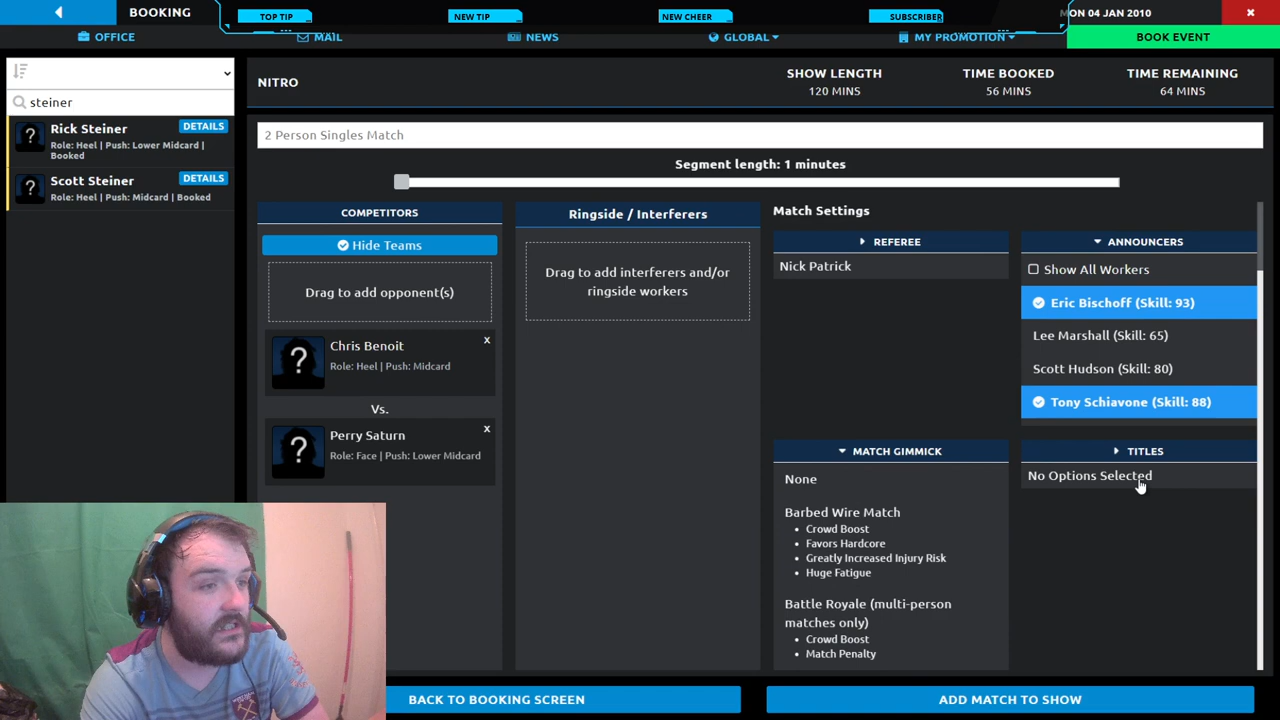 BOOKING
TOP TIP
NEW TIP
NEW CHEER
SUBSCRIBER
MON 04 JAN 2010
OFFICE
MAIL
NEWS
GLOBAL
MY PROMOTION
BOOK EVENT
steiner
Rick Steiner
DETAILS
Role: Heel | Push: Lower Midcard |
Booked
Scott Steiner
DETAILS
Role: Heel | Push: Midcard | Booked
NITRO
SHOW LENGTH
120 MINS
TIME BOOKED
56 MINS
TIME REMAINING
64 MINS
2 Person Singles Match
Segment length: 1 minutes
COMPETITORS
Hide Teams
Drag to add opponent(s)
Chris Benoit
x
Role: Heel | Push: Midcard
Vs.
Perry Saturn
x
Role: Face | Push: Lower Midcard
Ringside / Interferers
Drag to add interferers and/or
ringside workers
Match Settings
REFEREE
Nick Patrick
ANNOUNCERS
Show All Workers
Eric Bischoff (Skill: 93)
Lee Marshall (Skill: 65)
Scott Hudson (Skill: 80)
Tony Schiavone (Skill: 88)
MATCH GIMMICK
None
Barbed Wire Match
• Crowd Boost
• Favors Hardcore
• Greatly Increased Injury Risk
• Huge Fatigue
Battle Royale (multi-person
matches only)
• Crowd Boost
• Match Penalty
TITLES
No Options Selected
BACK TO BOOKING SCREEN
ADD MATCH TO SHOW